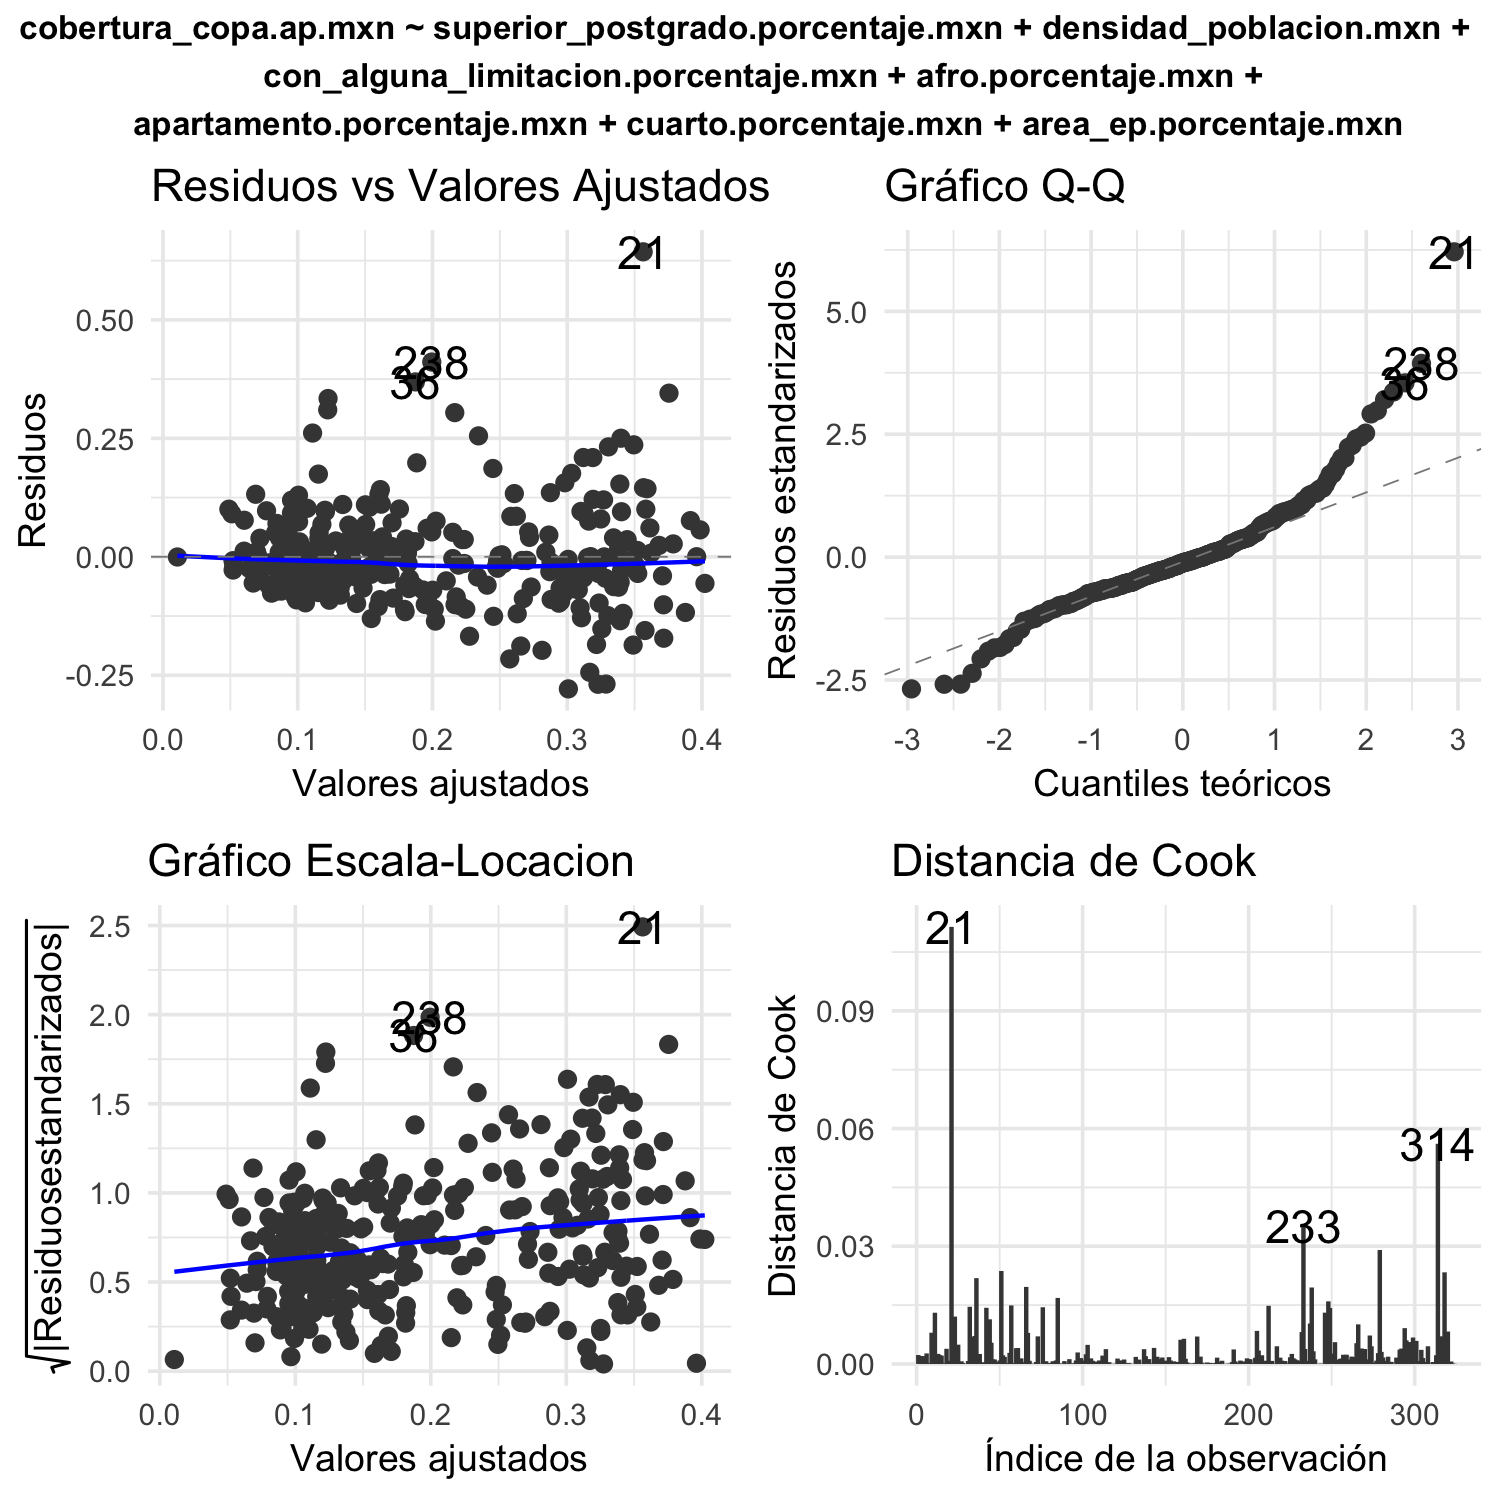 cobertura_copa.ap.mxn ~ superior_postgrado.porcentaje.mxn + densidad_poblacion.mxn +
con_alguna_limitacion.porcentaje.mxn + afro.porcentaje.mxn +
apartamento.porcentaje.mxn + cuarto.porcentaje.mxn + area_ep.porcentaje.mxn
Residuos vs Valores Ajustados
21
238
36
0.50
0.25
0.00
-0.25
Residuos
0.0 0.1 0.2 0.3 0.4
Valores ajustados
Gráfico Q-Q
21
238
36
5.0
2.5
0.0
-2.5
Residuos estandarizados
-3 -2 -1 0 1 2 3
Cuantiles teóricos
Gráfico Escala-Locacion
21
238
36
2.5
2.0
1.5
1.0
0.5
0.0
√|Residuosestandarizados|
0.0 0.1 0.2 0.3 0.4
Valores ajustados
Distancia de Cook
21
314
233
0.09
0.06
0.03
0.00
Distancia de Cook
0 100 200 300
Índice de la observación